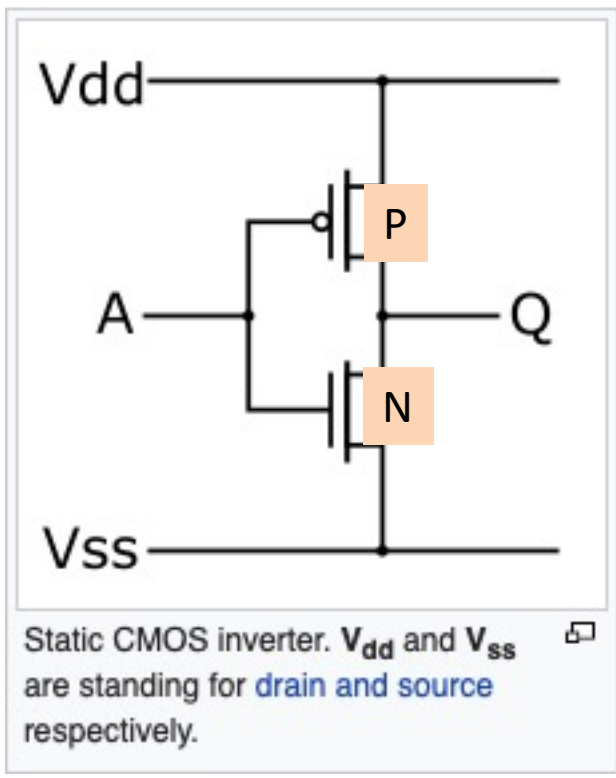 Vdd
P
A
Q
N
Vss
Static CMOS inverter. Vdd and Vss
are standing for drain and source
respectively.